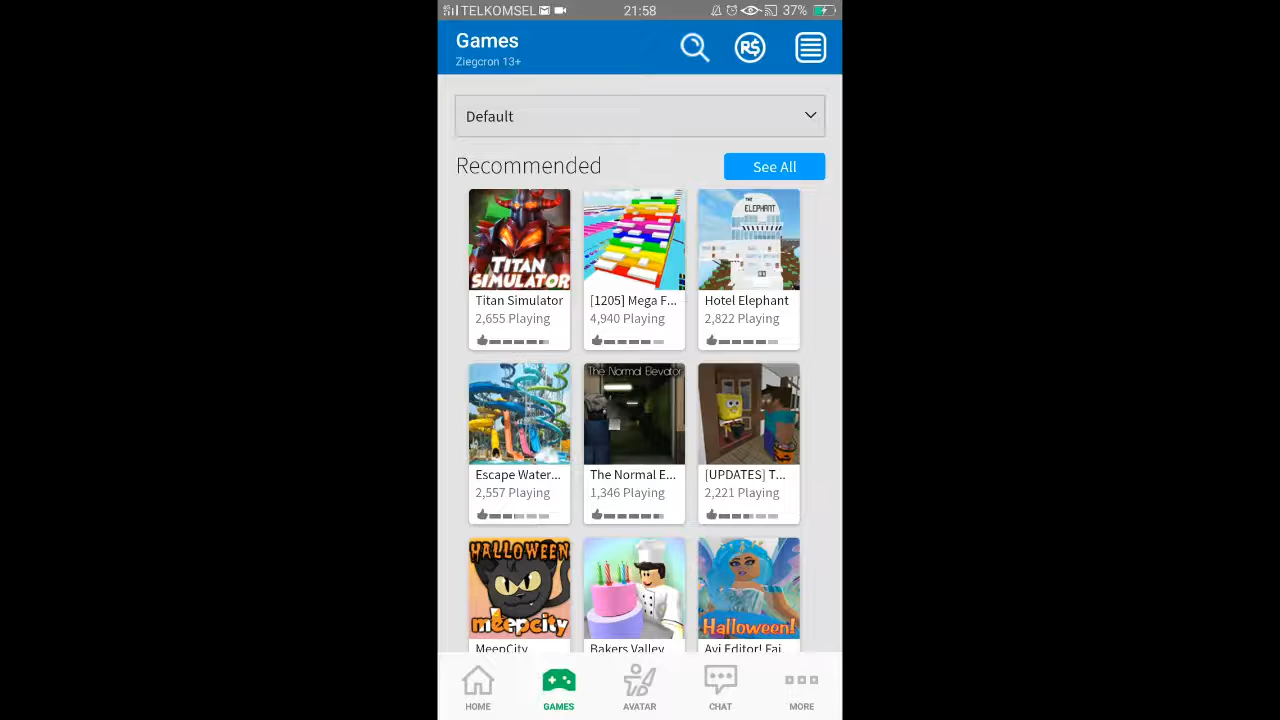 TELKOMSEL 21:58 37%
Games
Ziegcron 13+
R$
Default
Recommended See All
THE ELEPHANT
TITAN SIMULATOR
Titan Simulator [1205] Mega F... Hotel Elephant
2,655 Playing 4,940 Playing 2,822 Playing
The Normal Elevator
Escape Water... The Normal E... [UPDATES] T...
2,557 Playing 1,346 Playing 2,221 Playing
HALLOWEEN
meepcity Halloween!
MeepCity Bakers Valley Avi Editor! Fai
HOME GAMES AVATAR CHAT MORE